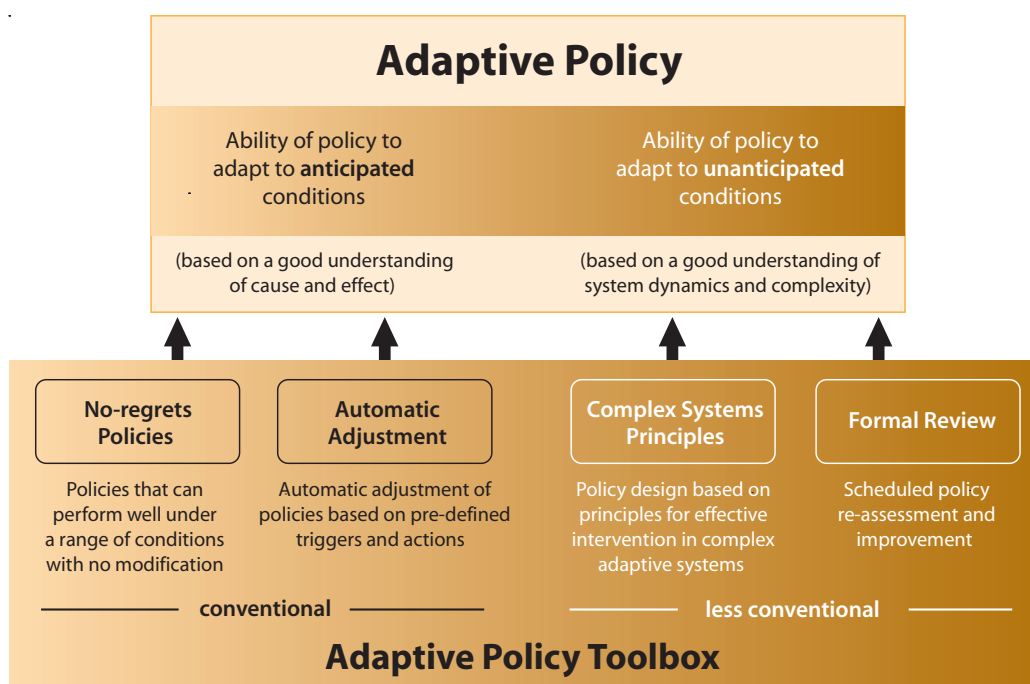 Adaptive Policy
Ability of policy to
adapt to anticipated
conditions
Ability of policy to
adapt to unanticipated
conditions
(based on a good understanding
of cause and effect)
(based on a good understanding of
system dynamics and complexity)
No-regrets
Policies
Automatic
Adjustment
Complex Systems
Principles
Formal Review
Policies that can
perform well under
a range of conditions
with no modification
Automatic adjustment of
policies based on pre-defined
triggers and actions
Policy design based on
principles for effective
intervention in complex
adaptive systems
Scheduled policy
re-assessment and
improvement
conventional
less conventional
Adaptive Policy Toolbox